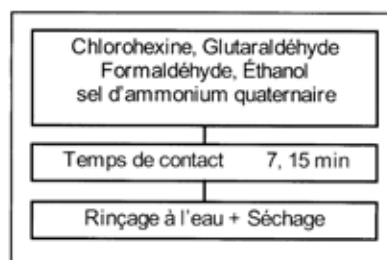 Chlorohexine, Glutaraldéhyde
Formaldéhyde, Éthanol
sel d'ammonium quaternaire
Temps de contact 7, 15 min
Rinçage à l'eau + Séchage